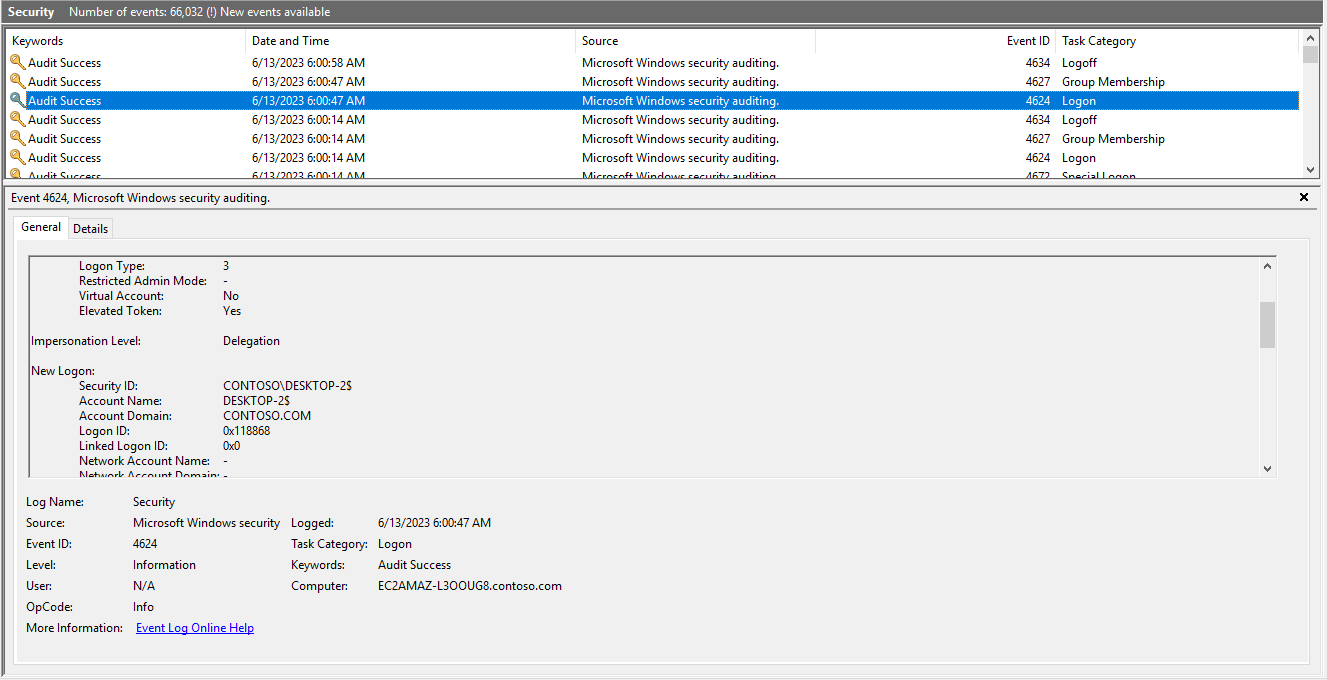 Security Number of events: 66,032 (!) New events available
Keywords Date and Time Source Event ID Task Category
Audit Success 6/13/2023 6:00:58 AM Microsoft Windows security auditing. 4634 Logoff
Audit Success 6/13/2023 6:00:47 AM Microsoft Windows security auditing. 4627 Group Membership
Audit Success 6/13/2023 6:00:47 AM Microsoft Windows security auditing. 4624 Logon
Audit Success 6/13/2023 6:00:14 AM Microsoft Windows security auditing. 4634 Logoff
Audit Success 6/13/2023 6:00:14 AM Microsoft Windows security auditing. 4627 Group Membership
Audit Success 6/13/2023 6:00:14 AM Microsoft Windows security auditing. 4624 Logon
Audit Success 6/13/2023 6:00:14 AM Microsoft Windows security auditing. 4672 Special Logon
Event 4624, Microsoft Windows security auditing.
General Details
Logon Type: 3
Restricted Admin Mode: -
Virtual Account: No
Elevated Token: Yes
Impersonation Level: Delegation
New Logon:
Security ID: CONTOSO\DESKTOP-2$
Account Name: DESKTOP-2$
Account Domain: CONTOSO.COM
Logon ID: 0x118868
Linked Logon ID: 0x0
Network Account Name: -
Network Account Domain: -
Log Name: Security
Source: Microsoft Windows security Logged: 6/13/2023 6:00:47 AM
Event ID: 4624 Task Category: Logon
Level: Information Keywords: Audit Success
User: N/A Computer: EC2AMAZ-L3OOUG8.contoso.com
OpCode: Info
More Information: Event Log Online Help